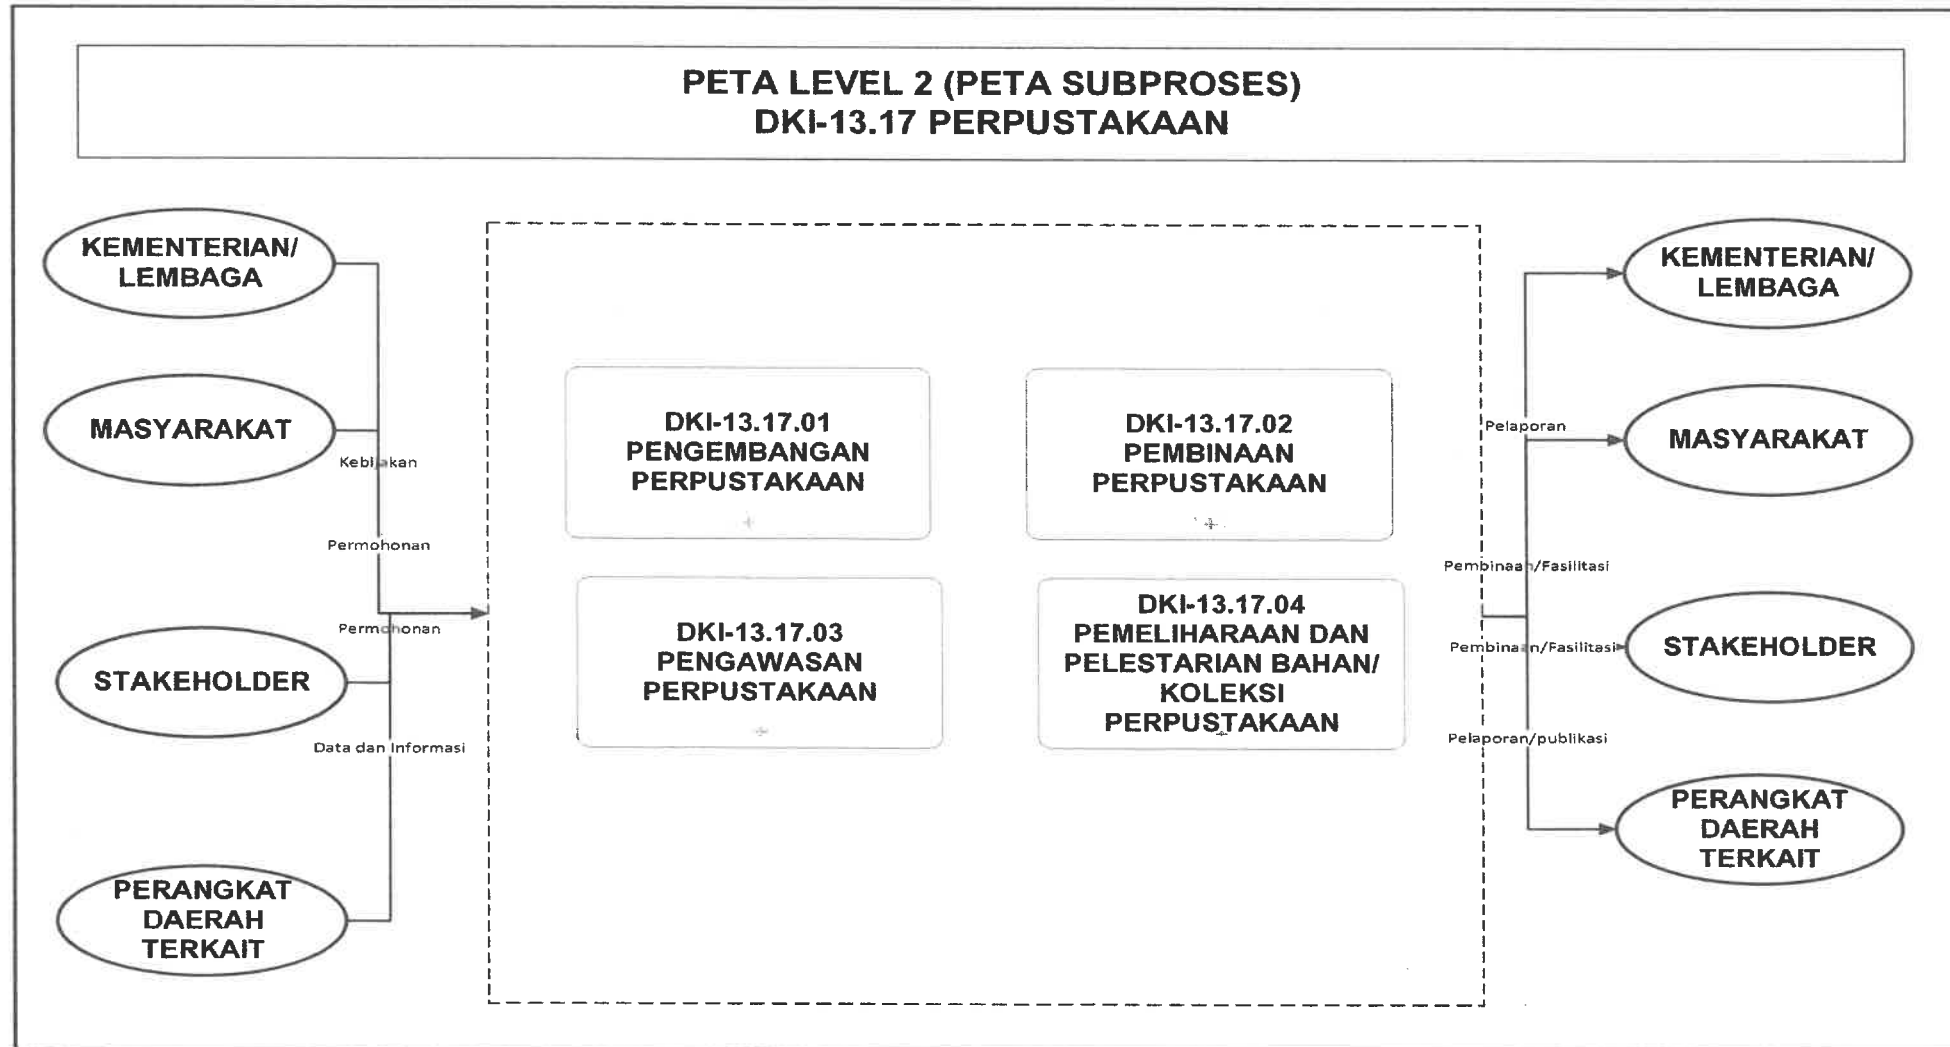 PETA LEVEL 2 (PETA SUBPROSES)
DKI-13.17 PERPUSTAKAAN
KEMENTERIAN/
LEMBAGA
MASYARAKAT
STAKEHOLDER
PERANGKAT
DAERAH
TERKAIT
Kebijakan
Permohonan
Permohonan
Data dan Informasi
DKI-13.17.01
PENGEMBANGAN
PERPUSTAKAAN
DKI-13.17.02
PEMBINAAN
PERPUSTAKAAN
DKI-13.17.03
PENGAWASAN
PERPUSTAKAAN
DKI-13.17.04
PEMELIHARAAN DAN
PELESTARIAN BAHAN/
KOLEKSI
PERPUSTAKAAN
Pelaporan
Pembinaan/Fasilitasi
Pembinaan/Fasilitasi
Pelaporan/publikasi
KEMENTERIAN/
LEMBAGA
MASYARAKAT
STAKEHOLDER
PERANGKAT
DAERAH
TERKAIT